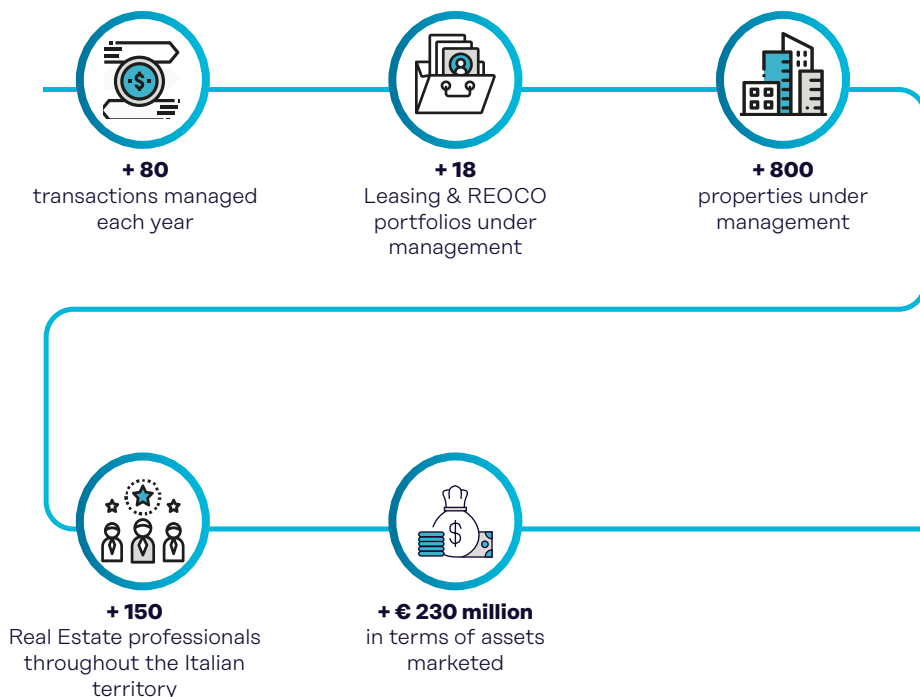 + 80
transactions managed
each year
+ 18
Leasing & REOCO
portfolios under
management
+ 800
properties under
management
+ 150
Real Estate professionals
throughout the Italian
territory
+ € 230 million
in terms of assets
marketed